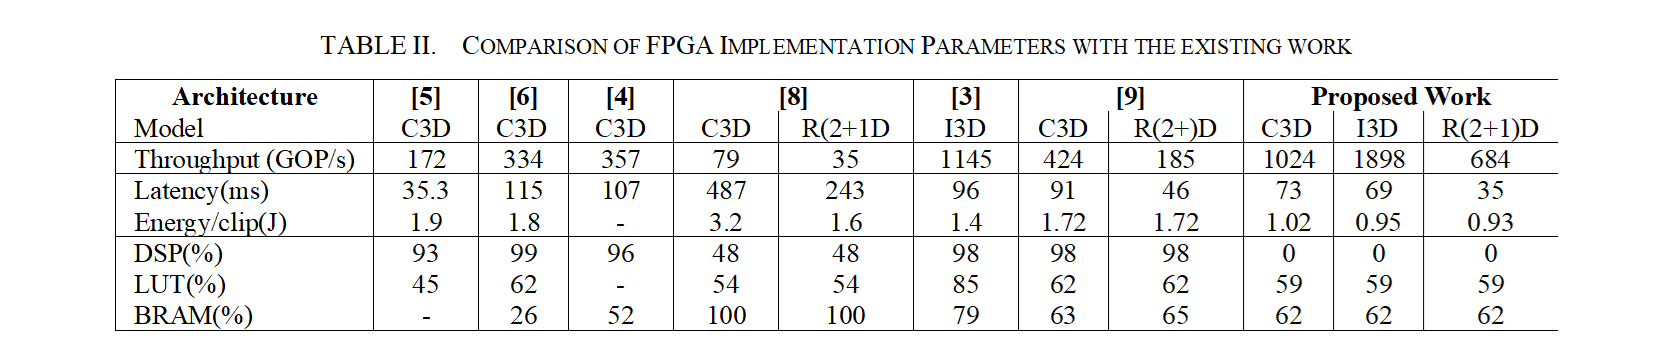 TABLE II. COMPARISON OF FPGA IMPLEMENTATION PARAMETERS WITH THE EXISTING WORK
Architecture [5] [6] [4] [8] [3] [9] Proposed Work
Model C3D C3D C3D C3D R(2+1D I3D C3D R(2+)D C3D I3D R(2+1)D
Throughput (GOP/s) 172 334 357 79 35 1145 424 185 1024 1898 684
Latency(ms) 35.3 115 107 487 243 96 91 46 73 69 35
Energy/clip(J) 1.9 1.8 - 3.2 1.6 1.4 1.72 1.72 1.02 0.95 0.93
DSP(%) 93 99 96 48 48 98 98 98 0 0 0
LUT(%) 45 62 - 54 54 85 62 62 59 59 59
BRAM(%) - 26 52 100 100 79 63 65 62 62 62